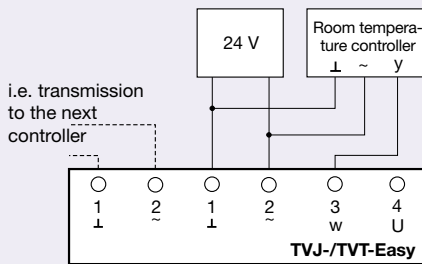 24 V
Room tempera-
ture controller
⊥ ~ y
i.e. transmission
to the next
controller
1 2 1 2 3 4
⊥ ~ ⊥ ~ w U
TVJ-/TVT-Easy